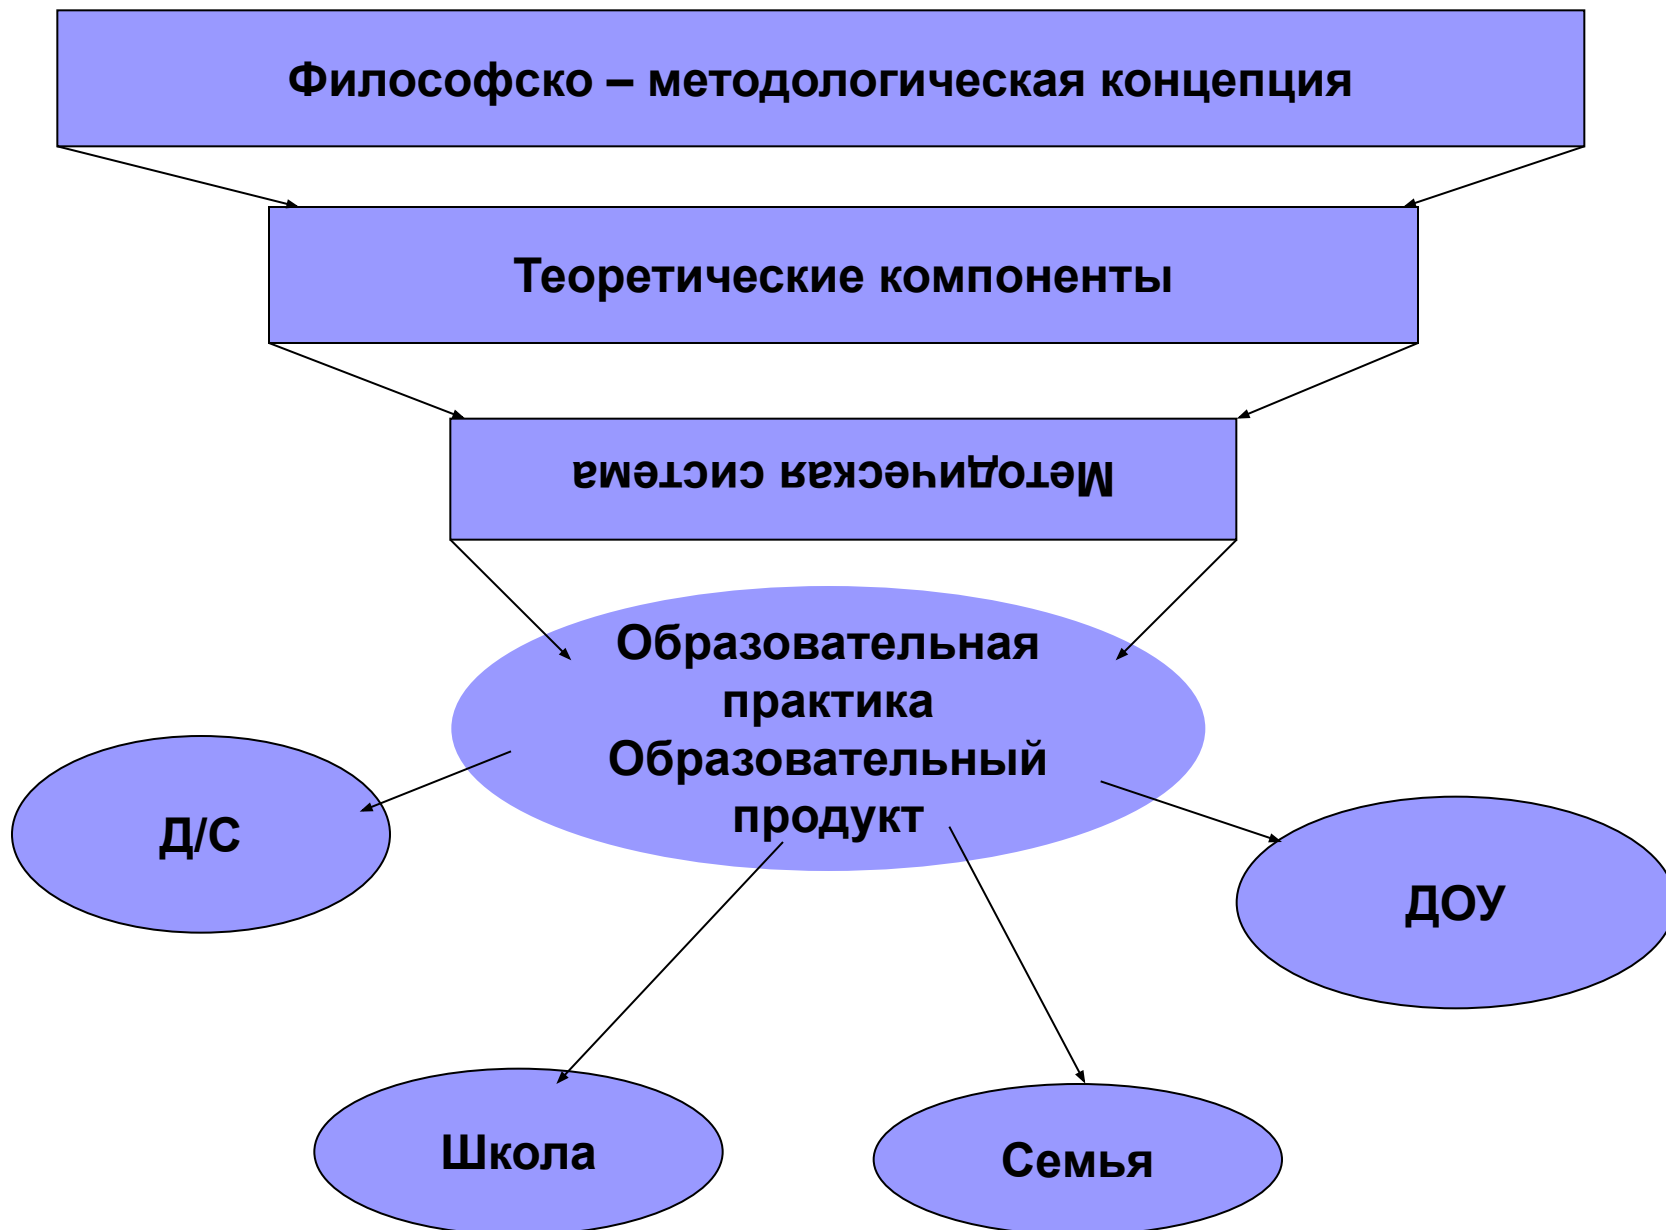 Философско – методологическая концепция
Теоретические компоненты
Методическая система
Образовательная
практика
Образовательный
продукт
Д/С
ДОУ
Школа
Семья